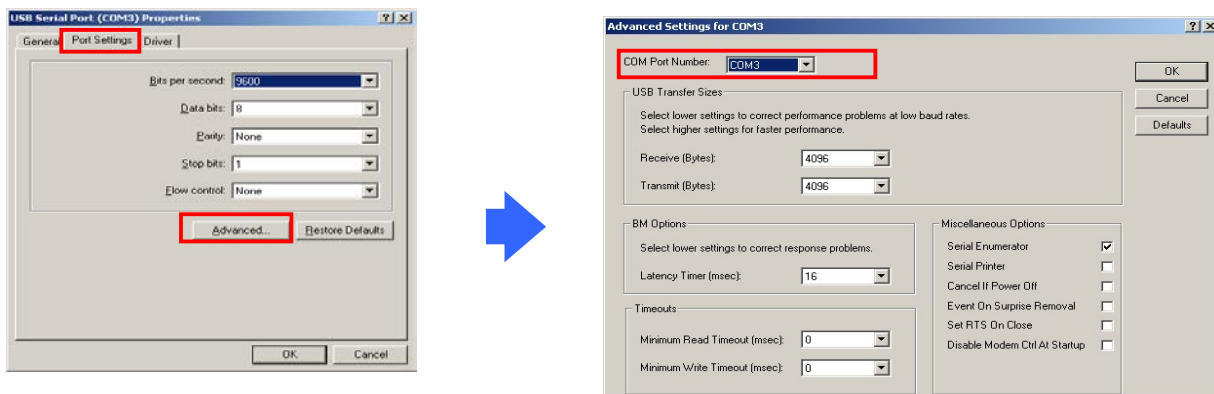 USB Serial Port (COM3) Properties
General Port Settings Driver
Bits per second: 9600
Data bits: 8
Parity: None
Stop bits: 1
Flow control: None
Advanced... Restore Defaults
OK Cancel
Advanced Settings for COM3
COM Port Number: COM3
OK
Cancel
Defaults
USB Transfer Sizes
Select lower settings to correct performance problems at low baud rates.
Select higher settings for faster performance.
Receive (Bytes): 4096
Transmit (Bytes): 4096
BM Options
Select lower settings to correct response problems.
Latency Timer (msec): 16
Timeouts
Minimum Read Timeout (msec): 0
Minimum Write Timeout (msec): 0
Miscellaneous Options
Serial Enumerator
Serial Printer
Cancel If Power Off
Event On Surprise Removal
Set RTS On Close
Disable Modem Ctrl At Startup